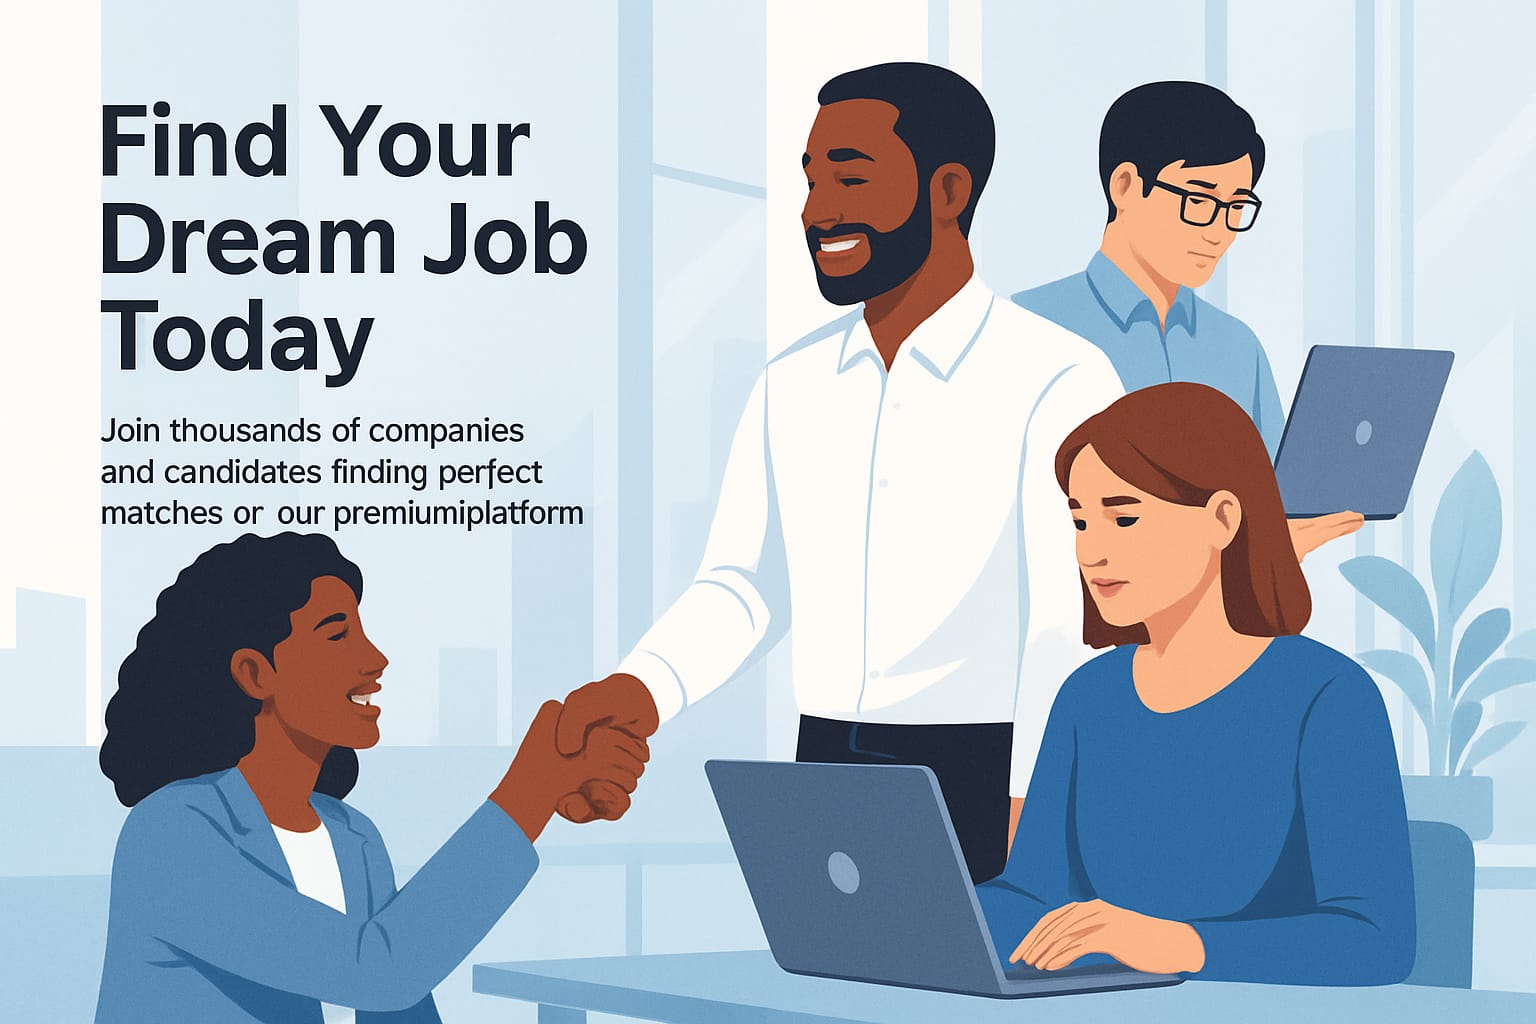 Find Your
Dream Job
Today
Join thousands of companies
and candidates finding perfect
matches or our premiumiplatform